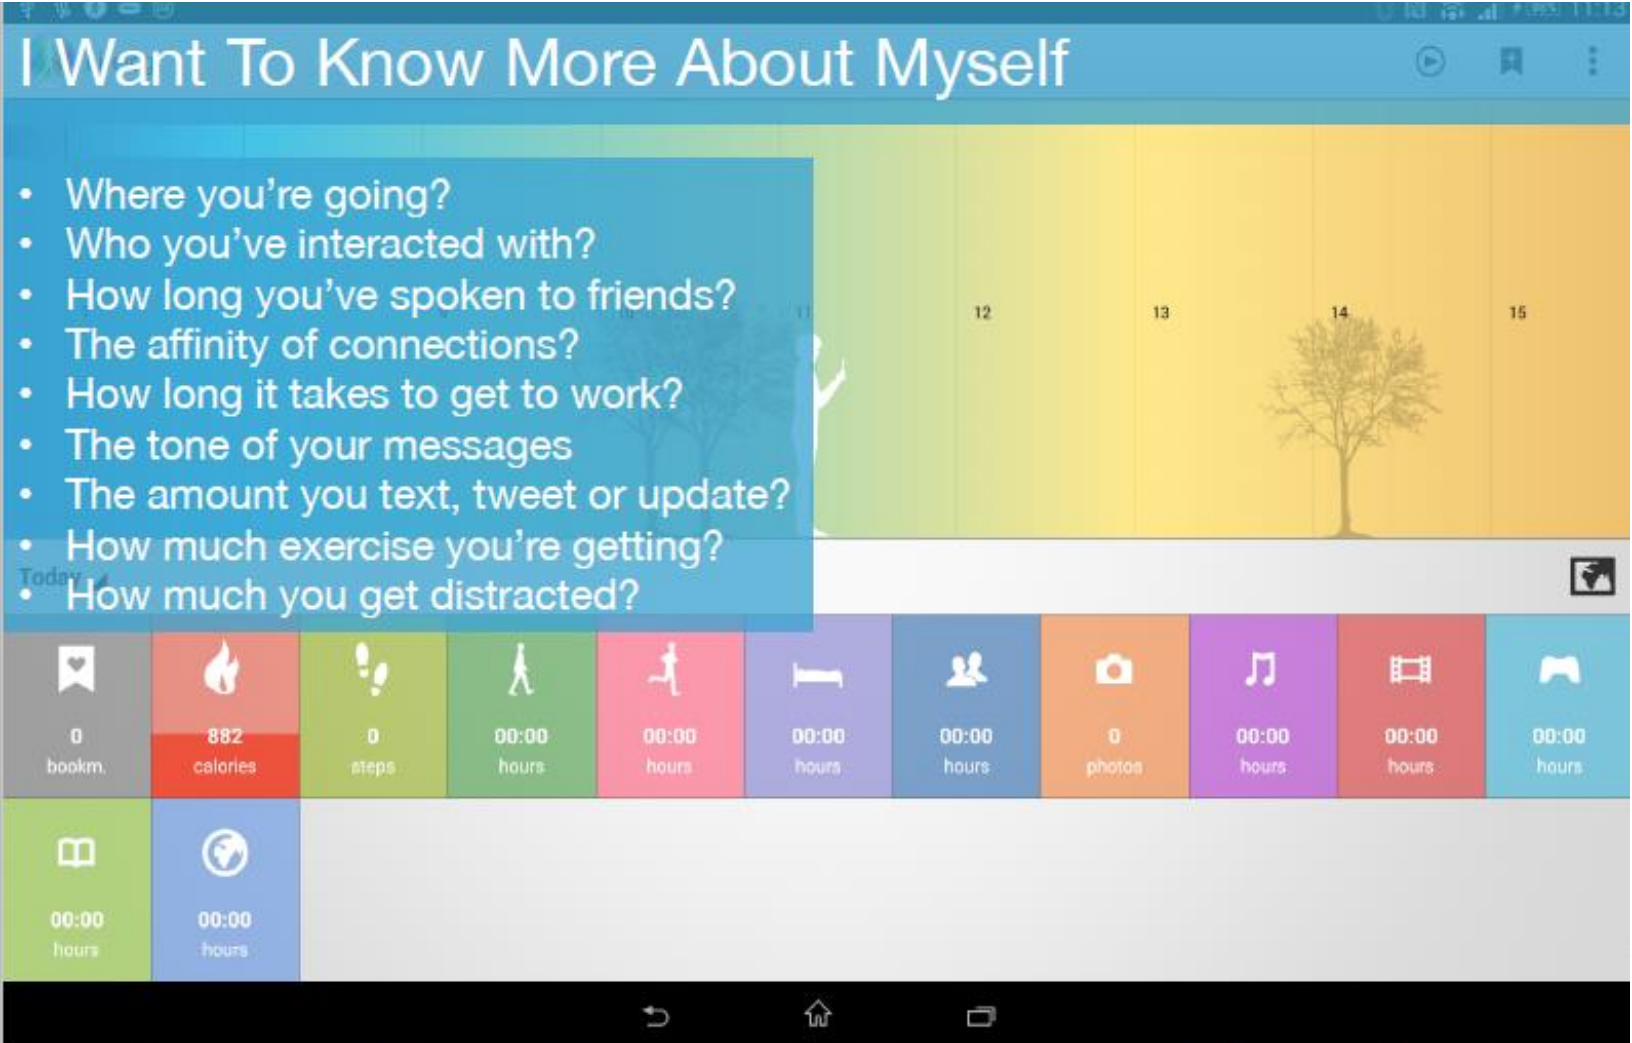 11:13
I Want To Know More About Myself
• Where you're going?
• Who you've interacted with?
• How long you've spoken to friends?
• The affinity of connections?
• How long it takes to get to work?
• The tone of your messages
• The amount you text, tweet or update?
• How much exercise you're getting?
• How much you get distracted?
10 11 12 13 14 15
Today
0 882 0 00:00 00:00 00:00 00:00 0 00:00 00:00 00:00
bookm. calories steps hours hours hours hours photos hours hours hours
00:00 00:00
hours hours